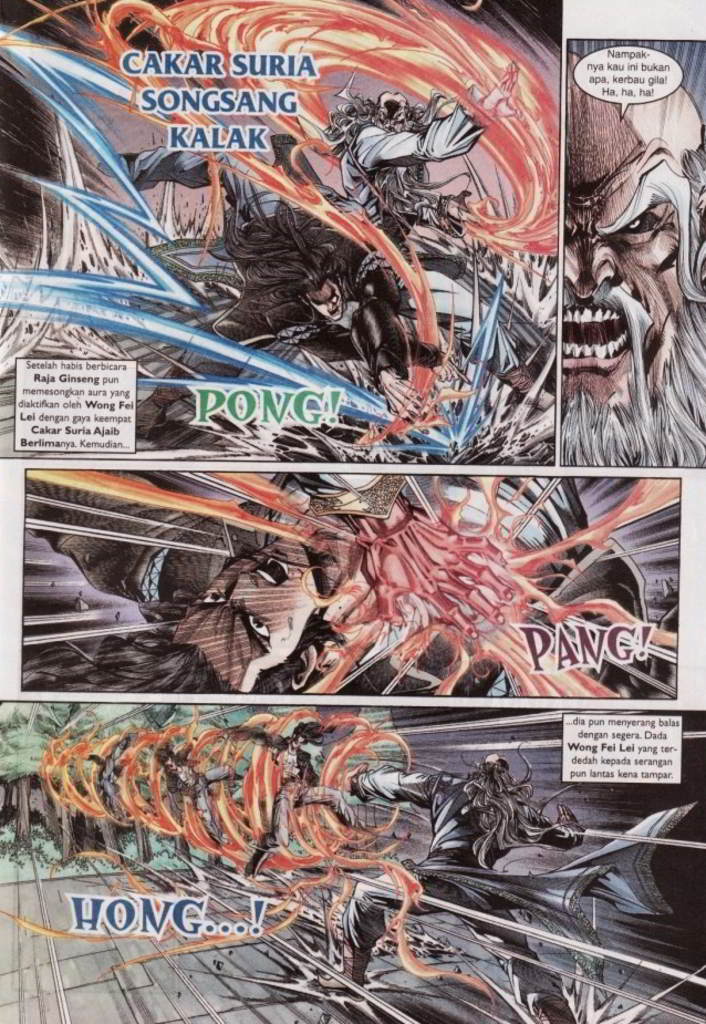 CAKAR SURIA
SONGSANG
KALAK
Nampak-
nya kau ini bukan
apa, kerbau gila!
Ha, ha, ha!
Setelah habis berbicara
Raja Ginseng pun
memesongkan aura yang
diaktifkan oleh Wong Fei
Lei dengan gaya keempat
Cakar Suria Ajaib
Berlimanya. Kemudian...
PONG!
PANG!
...dia pun menyerang balas
dengan segera. Dada
Wong Fei Lei yang ter-
dedah kepada serangan
pun lantas kena tampar.
HONG...!